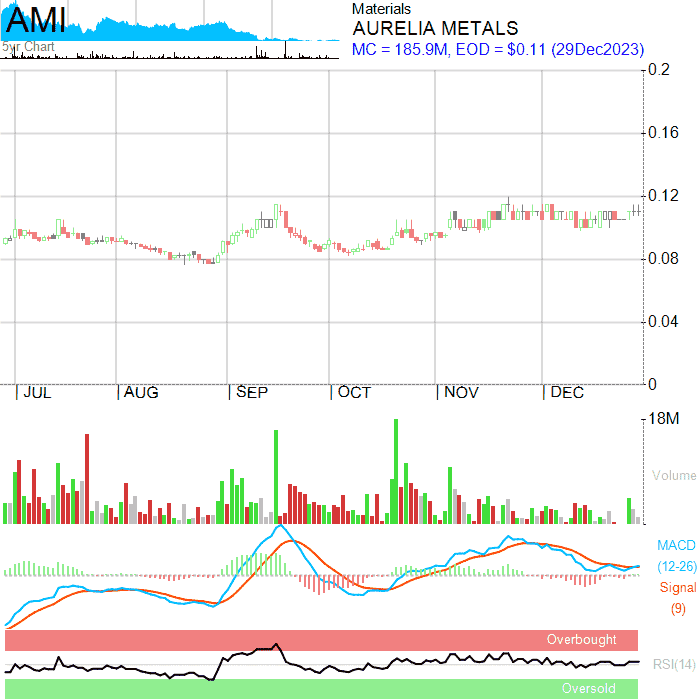 AMI
5yr Chart
Materials
AURELIA METALS
MC = 185.9M, EOD = $0.11 (29Dec2023)
0.2
0.16
0.12
0.08
0.04
0
JUL AUG SEP OCT NOV DEC
18M
Volume
MACD
(12-26)
Signal
(9)
Overbought
RSI(14)
Oversold